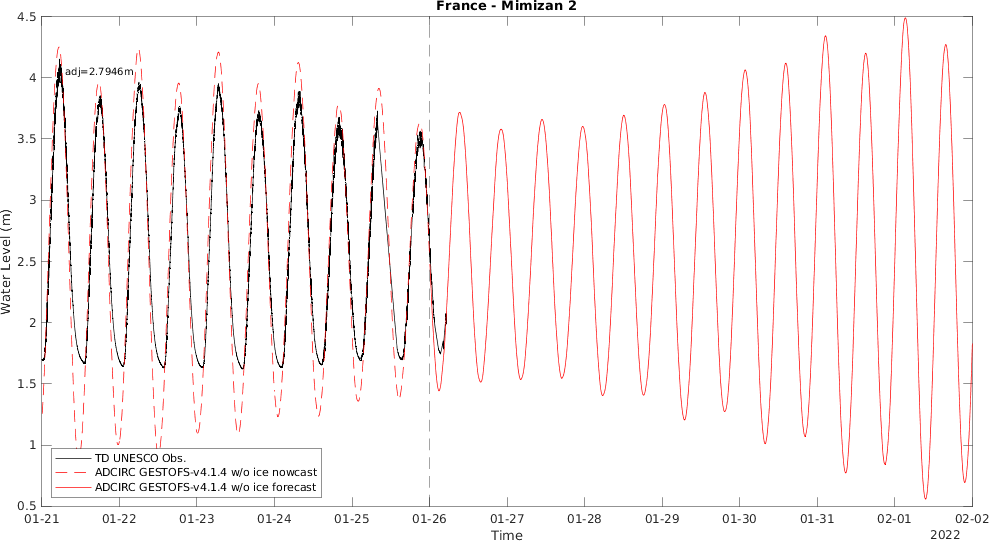 France - Mimizan 2
4.5
4
3.5
3
2.5
2
1.5
1
0.5
Water Level (m)
adj=2.7946m
TD UNESCO Obs.
ADCIRC GESTOFS-v4.1.4 w/o ice nowcast
ADCIRC GESTOFS-v4.1.4 w/o ice forecast
01-21 01-22 01-23 01-24 01-25 01-26 01-27 01-28 01-29 01-30 01-31 02-01 02-02
Time
2022